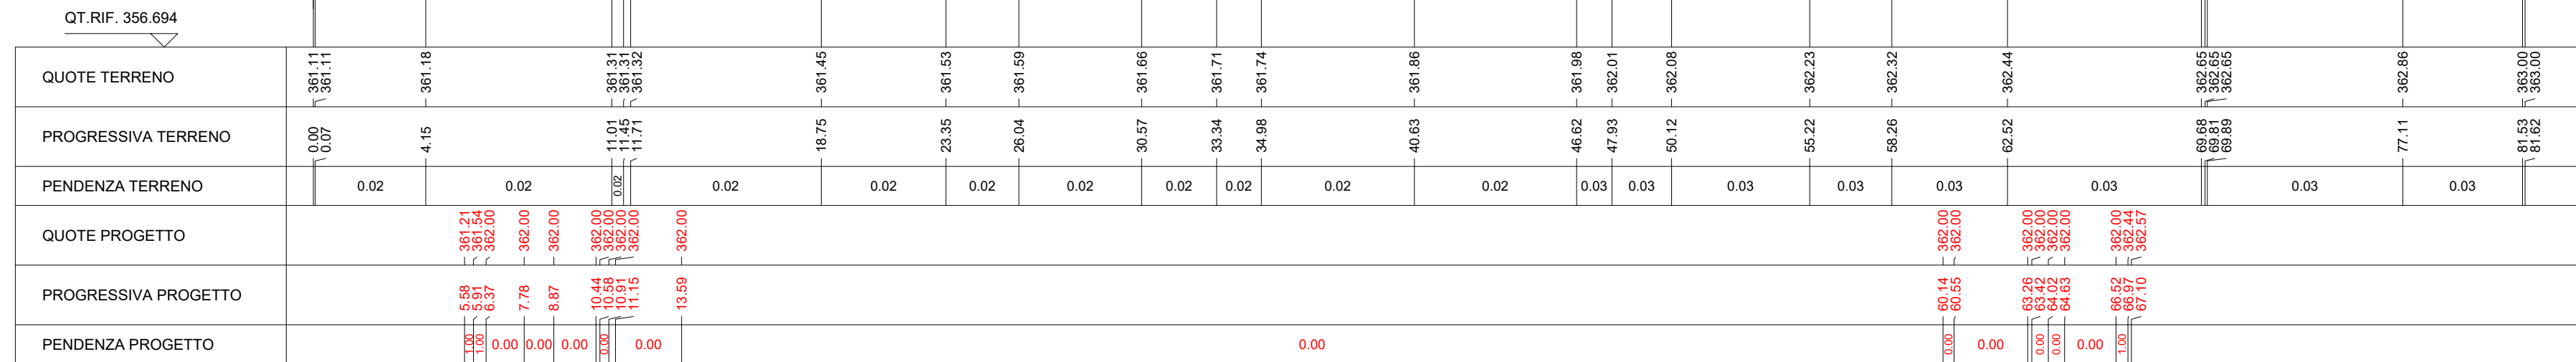 QT.RIF. 356.694
QUOTE TERRENO 361.11 361.11 361.18 361.31 361.31 361.32 361.45 361.53 361.59 361.66 361.71 361.74 361.86 361.98 362.01 362.08 362.23 362.32 362.44 362.65 362.65 362.65 362.86 363.00 363.00
PROGRESSIVA TERRENO 0.00 0.07 4.15 11.01 11.45 11.71 18.75 23.35 26.04 30.57 33.34 34.98 40.63 46.62 47.93 50.12 55.22 58.26 62.52 69.68 69.81 69.89 77.11 81.53 81.62
PENDENZA TERRENO 0.02 0.02 0.02 0.02 0.02 0.02 0.02 0.02 0.02 0.02 0.02 0.03 0.03 0.03 0.03 0.03 0.03 0.03 0.03
QUOTE PROGETTO 361.21 361.54 362.00 362.00 362.00 362.00 362.00 362.00 362.00 362.00 362.00 362.00 362.00 362.00 362.00 362.00 362.00 362.44 362.57
PROGRESSIVA PROGETTO 5.58 5.91 6.37 7.78 8.87 10.44 10.58 10.91 11.15 13.59 60.14 60.55 63.26 63.42 64.02 64.63 66.52 66.97 67.10
PENDENZA PROGETTO 1.00 1.00 0.00 0.00 0.00 0.00 0.00 0.00 0.00 0.00 0.00 0.00 0.00 1.00